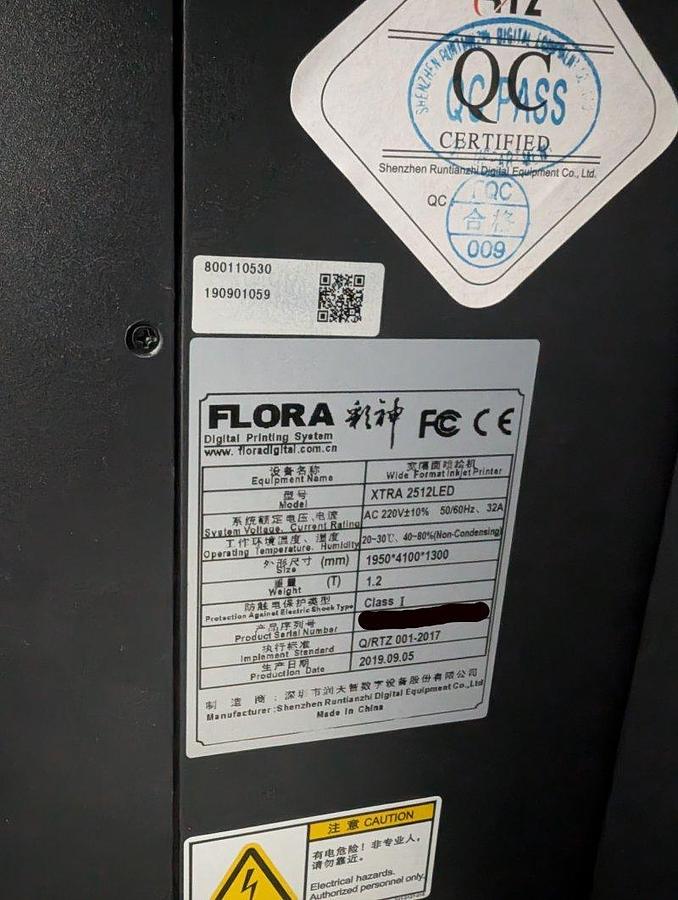 TZ
SHENZHEN RUNTIANZHI DIGITAL EQUIPMENT
QC
QC PASS
CERTIFIED
Shenzhen Runtianzhi Digital Equipment Co., Ltd.
QC
合格
009
800110530
190901059
FLORA 彩神 FC CE
Digital Printing System
www. floradigital.com.cn
设备名称
Equipment Name
宽幅面喷绘机
Wide Format Inkjet Printer
型号
Model
XTRA 2512LED
系统额定电压、电流
System Voltage, Current Rating
AC 220V±10% 50/60Hz、 32A
工作环境温度、湿度
Operating Temperature, Humidity
20-30℃, 40-80%(Non-Condensing)
外形尺寸 (mm)
Size
1950*4100*1300
重量 (T)
Weight
1.2
防触电保护类型
Protection Against Electric Shock Type
Class I
产品序列号
Product Serial Number
执行标准
Implement Standard
Q/RTZ 001-2017
生产日期
Production Date
2019.09.05
制 造 商 : 深圳市润天智数字设备股份有限公司
Manufacturer :Shenzhen Runtianzhi Digital Equipment Co.,Ltd
Made in China
注 意 CAUTION
有电危险! 非专业人,
请勿靠近。
Electrical hazards.
Authorized personnel only.